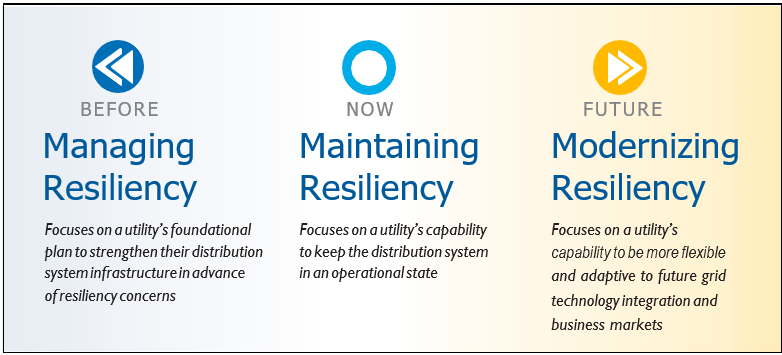 BEFORE
Managing
Resiliency
Focuses on a utility's foundational
plan to strengthen their distribution
system infrastructure in advance
of resiliency concerns
NOW
Maintaining
Resiliency
Focuses on a utility's capability
to keep the distribution system
in an operational state
FUTURE
Modernizing
Resiliency
Focuses on a utility's
capability to be more flexible
and adaptive to future grid
technology integration and
business markets